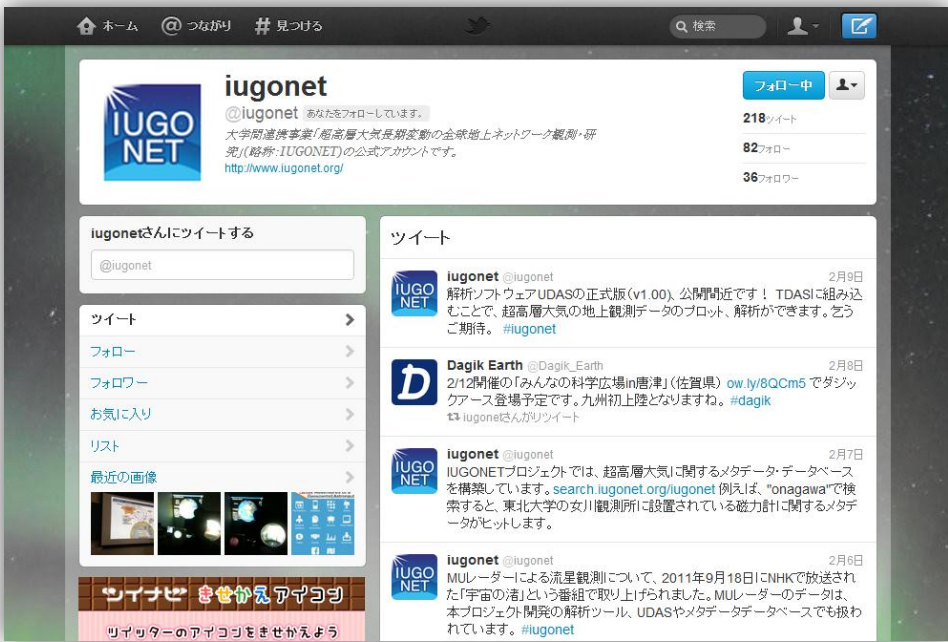 ホーム @ つながり # 見つける 検索
IUGO
NET
iugonet
@iugonet あなたをフォローしています。
大学間連携事業「超高層大気長期変動の全球地上ネットワーク観測・研
究」(略称:IUGONET)の公式アカウントです。
http://www.iugonet.org/
フォロー中
218ツイート
82フォロー
36フォロワー
iugonetさんにツイートする
@iugonet
ツイート
フォロー
フォロワー
お気に入り
リスト
最近の画像
ツイナビ きせかえアイコン
ツイッターのアイコンをきせかえよう
ツイート
IUGO
NET
iugonet @iugonet 2月9日
解析ソフトウェアUDASの正式版(v1.00)、公開間近です! TDASに組み込
むことで、超高層大気の地上観測データのプロット、解析ができます。乞う
ご期待。 #iugonet
D
Dagik Earth @Dagik_Earth 2月8日
2/12開催の「みんなの科学広場in唐津」(佐賀県) ow.ly/8QCm5 でダジッ
クアース登場予定です。九州初上陸となりますね。 #dagik
iugonetさんがリツイート
IUGO
NET
iugonet @iugonet 2月7日
IUGONETプロジェクトでは、超高層大気に関するメタデータ・データベース
を構築しています。search.iugonet.org/iugonet 例えば、"onagawa"で検
索すると、東北大学の女川観測所に設置されている磁力計に関するメタデ
ータがヒットします。
IUGO
NET
iugonet @iugonet 2月6日
MUレーダーによる流星観測について、2011年9月18日にNHKで放送され
た「宇宙の渚」という番組で取り上げられました。MUレーダーのデータは、
本プロジェクト開発の解析ツール、UDASやメタデータデータベースでも扱わ
れています。 #iugonet